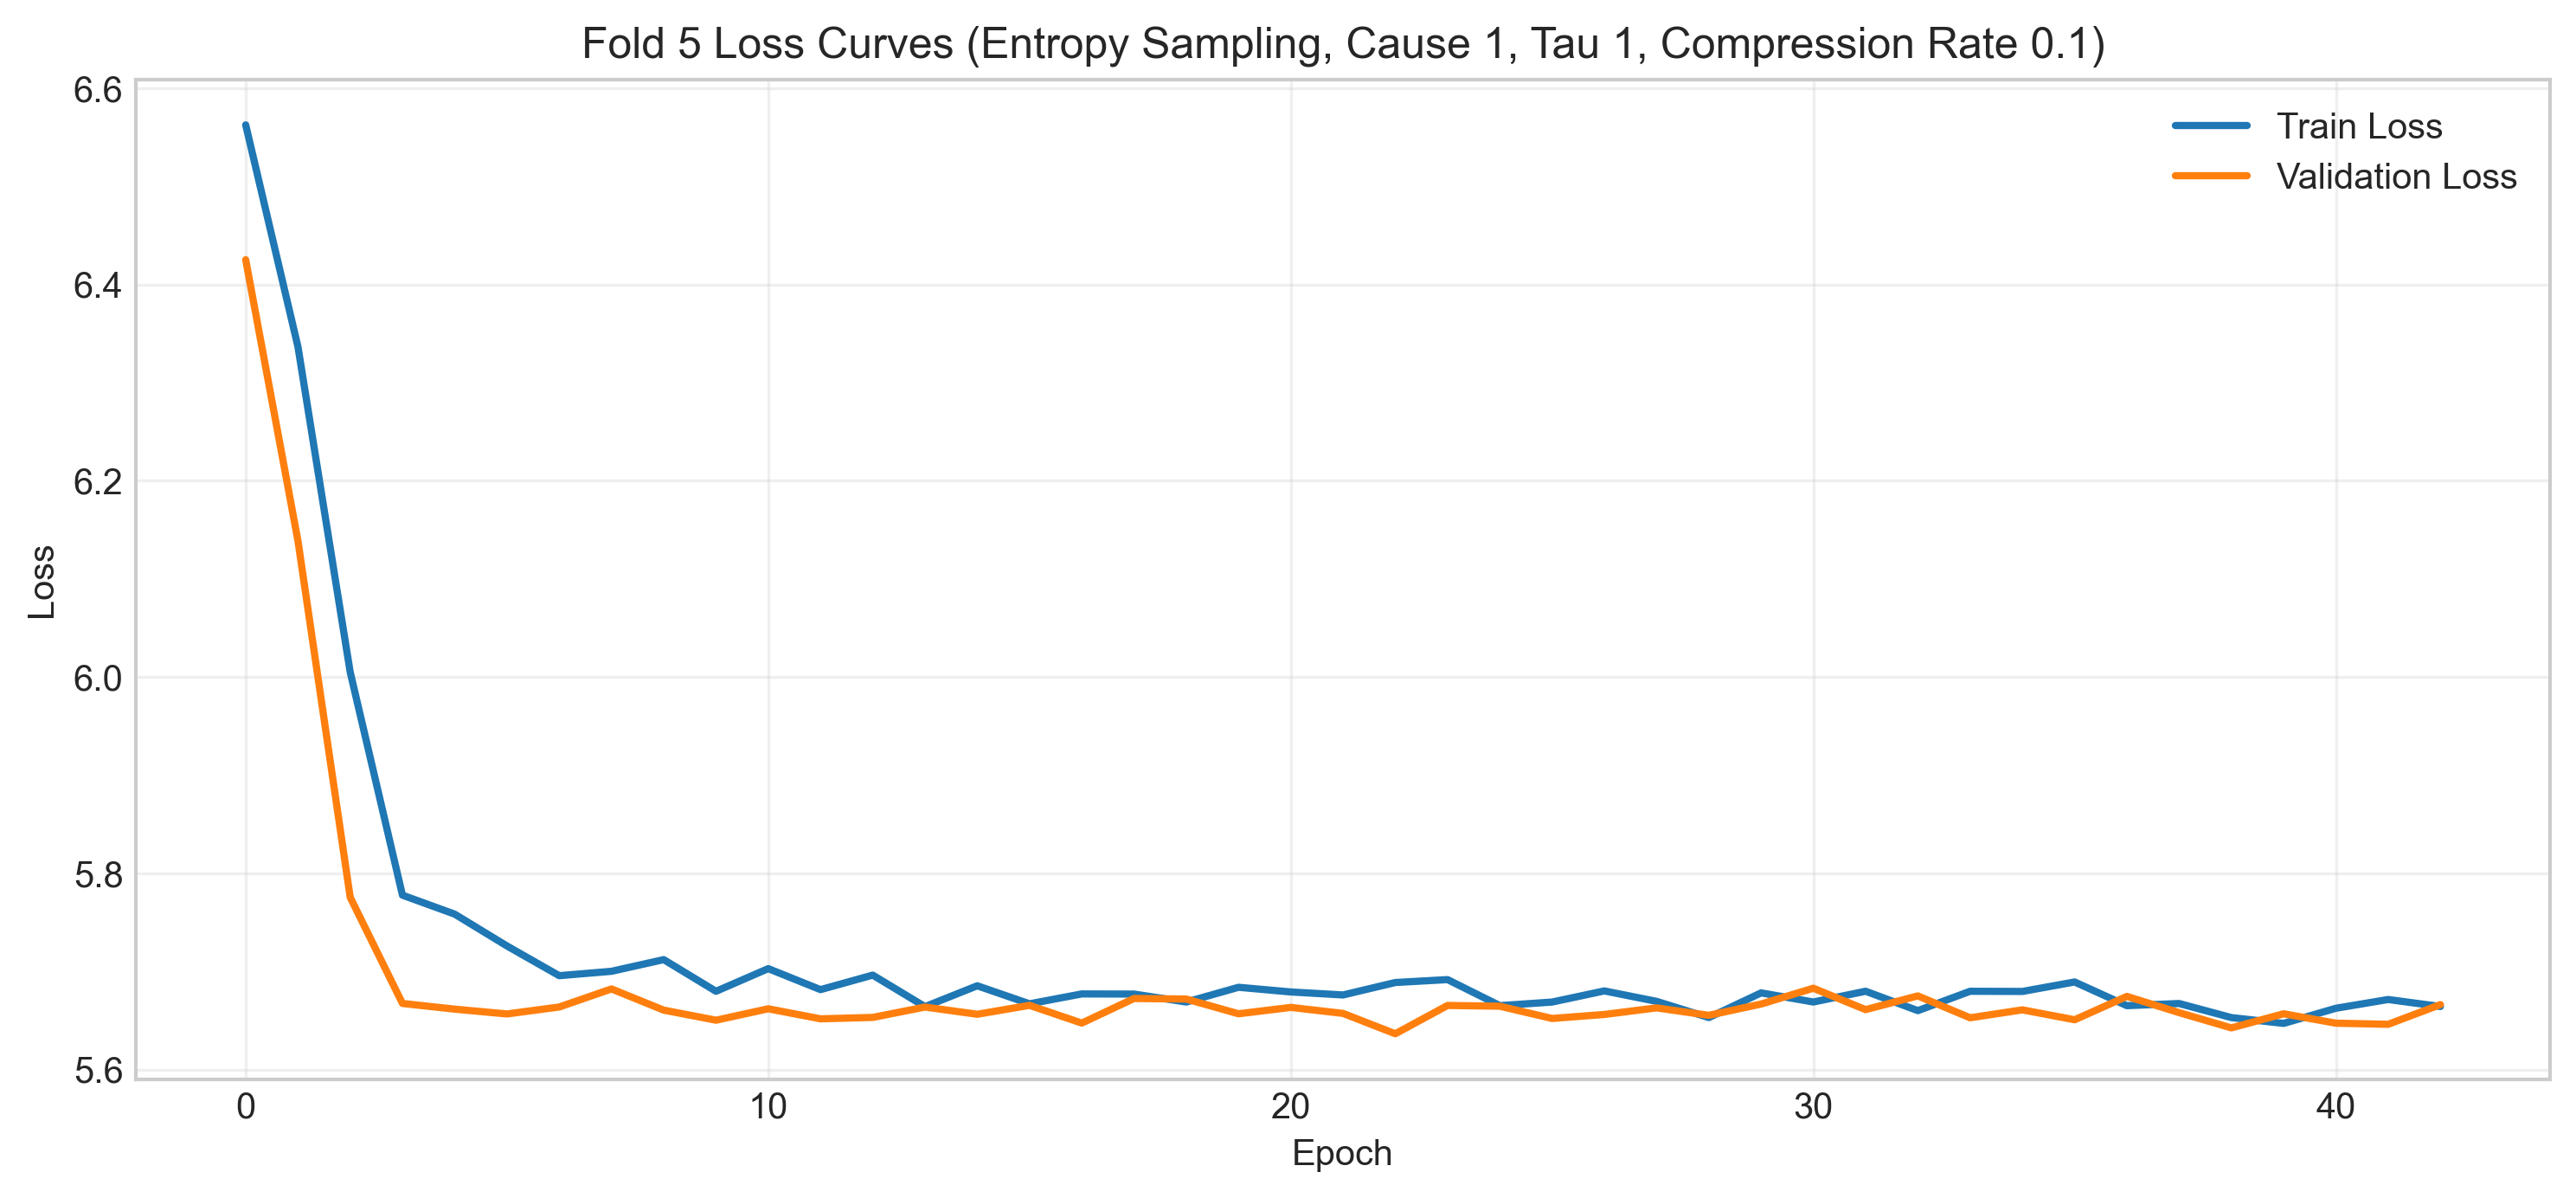 Fold 5 Loss Curves (Entropy Sampling, Cause 1, Tau 1, Compression Rate 0.1)
Train Loss
Validation Loss
6.6
6.4
6.2
6.0
5.8
5.6
Loss
0 10 20 30 40
Epoch